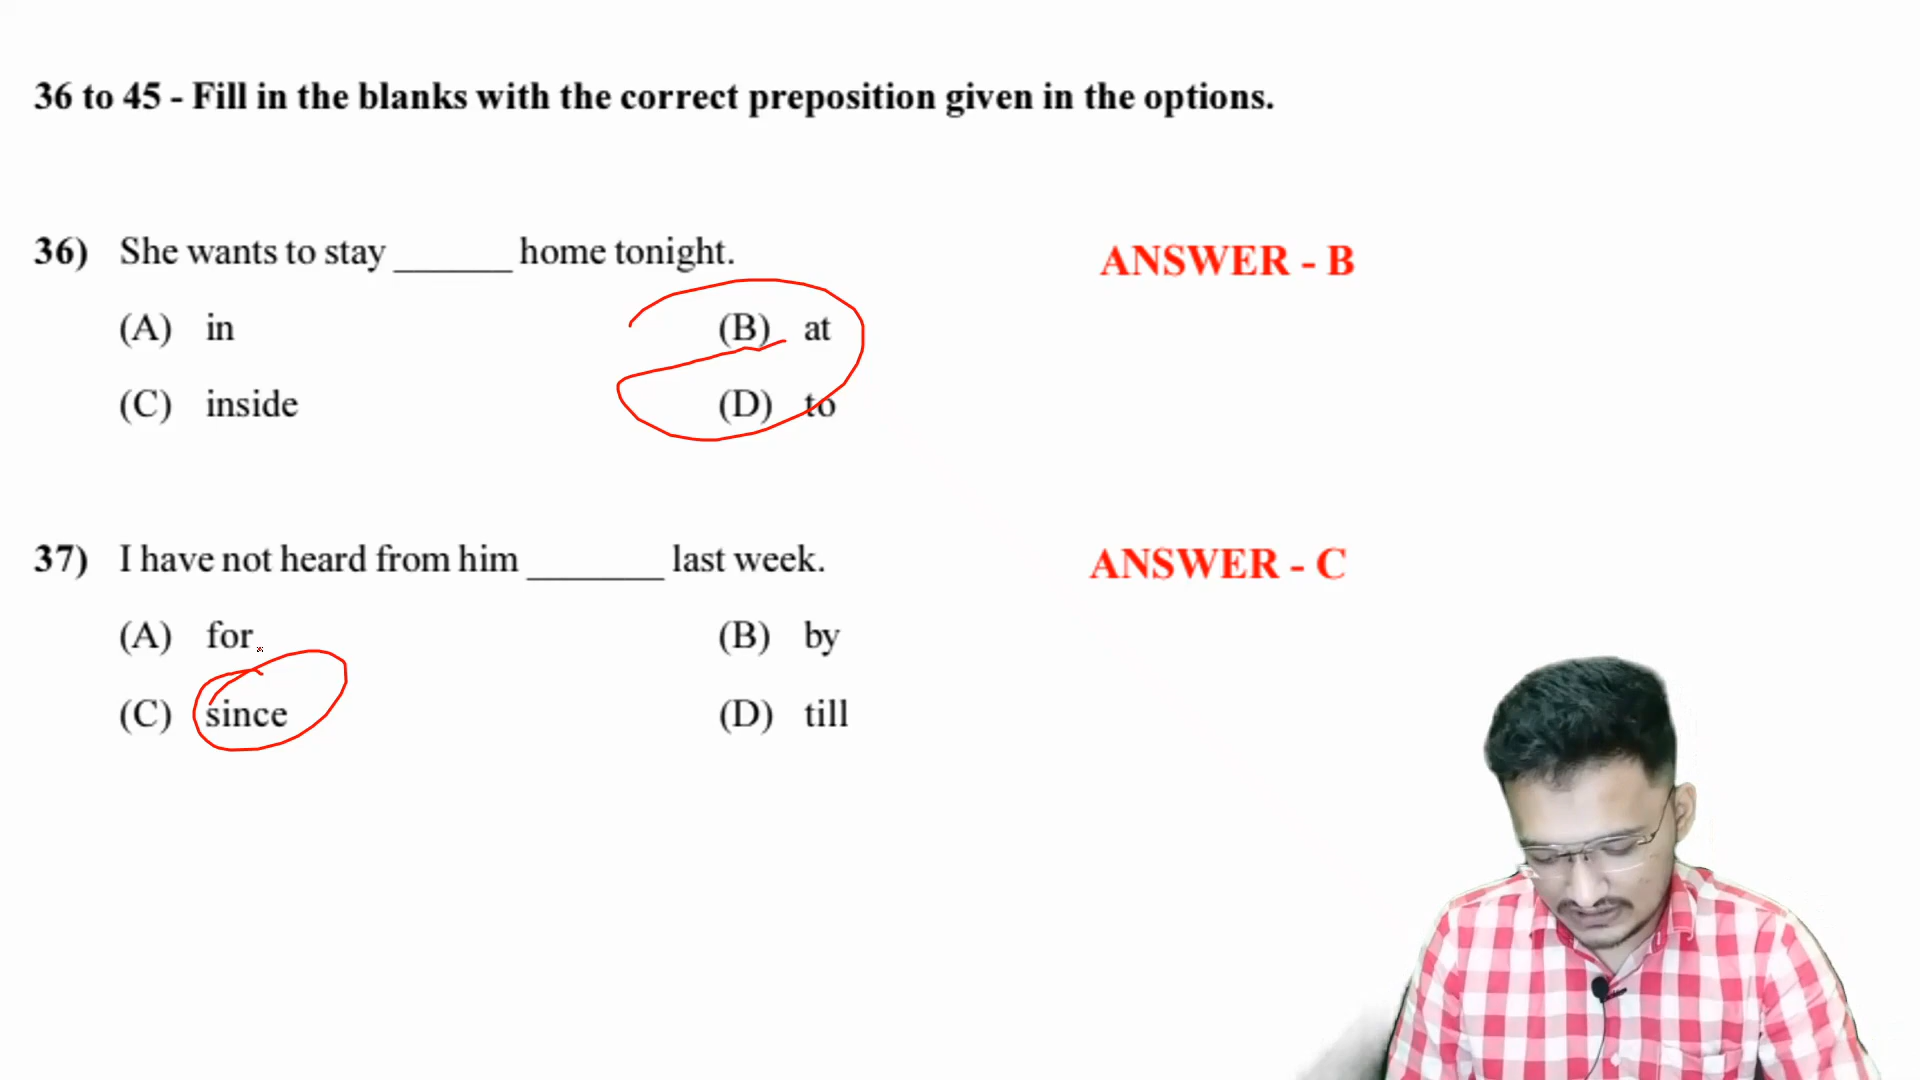 36 to 45 - Fill in the blanks with the correct preposition given in the options.
36) She wants to stay ______ home tonight.
ANSWER - B
(A) in
(B) at
(C) inside
(D) to
37) I have not heard from him _______ last week.
ANSWER - C
(A) for
(B) by
(C) since
(D) till